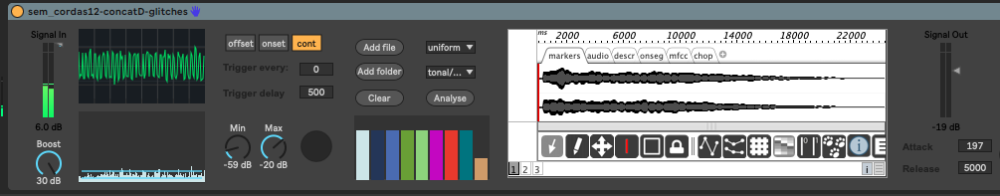 sem_cordas12-concatD-glitches
Signal In
6.0 dB
Boost
30 dB
offset onset cont
Trigger every: 0
Trigger delay 500
Min Max
-59 dB -20 dB
Add file uniform
Add folder tonal/...
Clear Analyse
ms 2000 6000 10000 14000 18000 22000
markers audio descr onseg mfcc chop
1 2 3
i
Signal Out
-19 dB
Attack 197
Release 5000